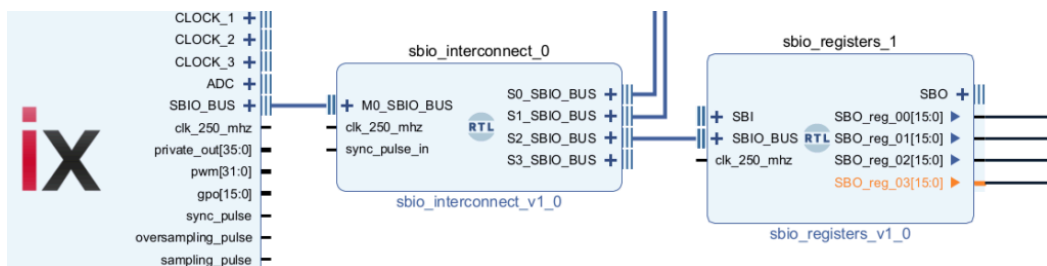 CLOCK_1
CLOCK_2
CLOCK_3
ADC
SBIO_BUS
clk_250_mhz
private_out[35:0]
pwm[31:0]
gpo[15:0]
sync_pulse
oversampling_pulse
sampling_pulse
ix
sbio_interconnect_0
M0_SBIO_BUS
clk_250_mhz
sync_pulse_in
RTL
S0_SBIO_BUS
S1_SBIO_BUS
S2_SBIO_BUS
S3_SBIO_BUS
sbio_interconnect_v1_0
sbio_registers_1
SBI
SBIO_BUS
clk_250_mhz
RTL
SBO
SBO_reg_00[15:0]
SBO_reg_01[15:0]
SBO_reg_02[15:0]
SBO_reg_03[15:0]
sbio_registers_v1_0